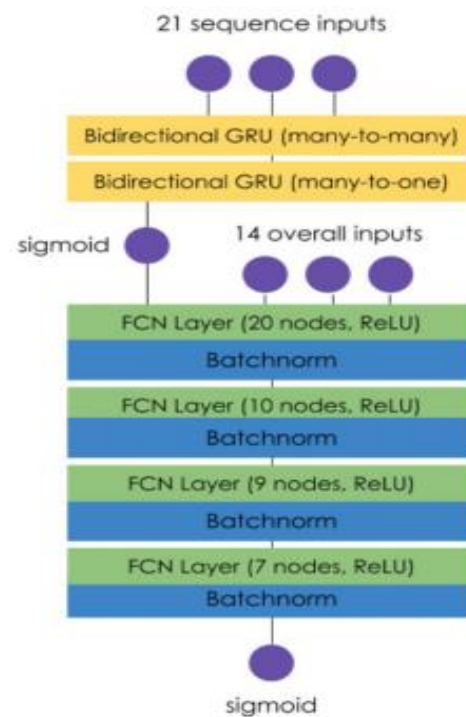 21 sequence inputs
Bidirectional GRU (many-to-many)
Bidirectional GRU (many-to-one)
sigmoid
14 overall inputs
FCN Layer (20 nodes, ReLU)
Batchnorm
FCN Layer (10 nodes, ReLU)
Batchnorm
FCN Layer (9 nodes, ReLU)
Batchnorm
FCN Layer (7 nodes, ReLU)
Batchnorm
sigmoid